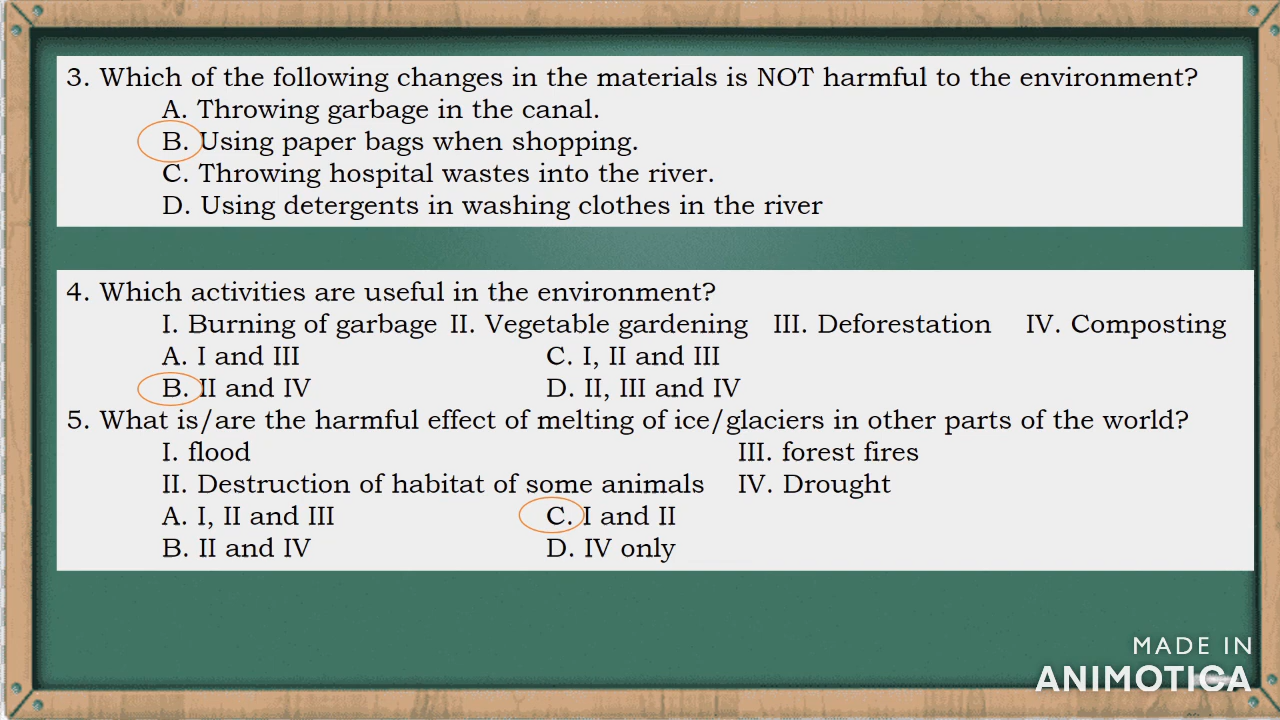 3. Which of the following changes in the materials is NOT harmful to the environment?
A. Throwing garbage in the canal.
B. Using paper bags when shopping.
C. Throwing hospital wastes into the river.
D. Using detergents in washing clothes in the river
4. Which activities are useful in the environment?
I. Burning of garbage II. Vegetable gardening III. Deforestation IV. Composting
A. I and III C. I, II and III
B. II and IV D. II, III and IV
5. What is/are the harmful effect of melting of ice/glaciers in other parts of the world?
I. flood III. forest fires
II. Destruction of habitat of some animals IV. Drought
A. I, II and III C. I and II
B. II and IV D. IV only
MADE IN
ANIMOTICA